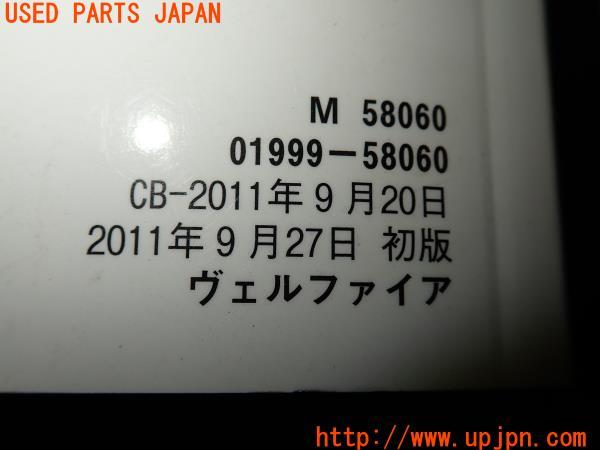 USED PARTS JAPAN
M 58060
01999-58060
CB-2011年9月20日
2011年9月27日 初版
ヴェルファイア
http://www.upjpn.com/